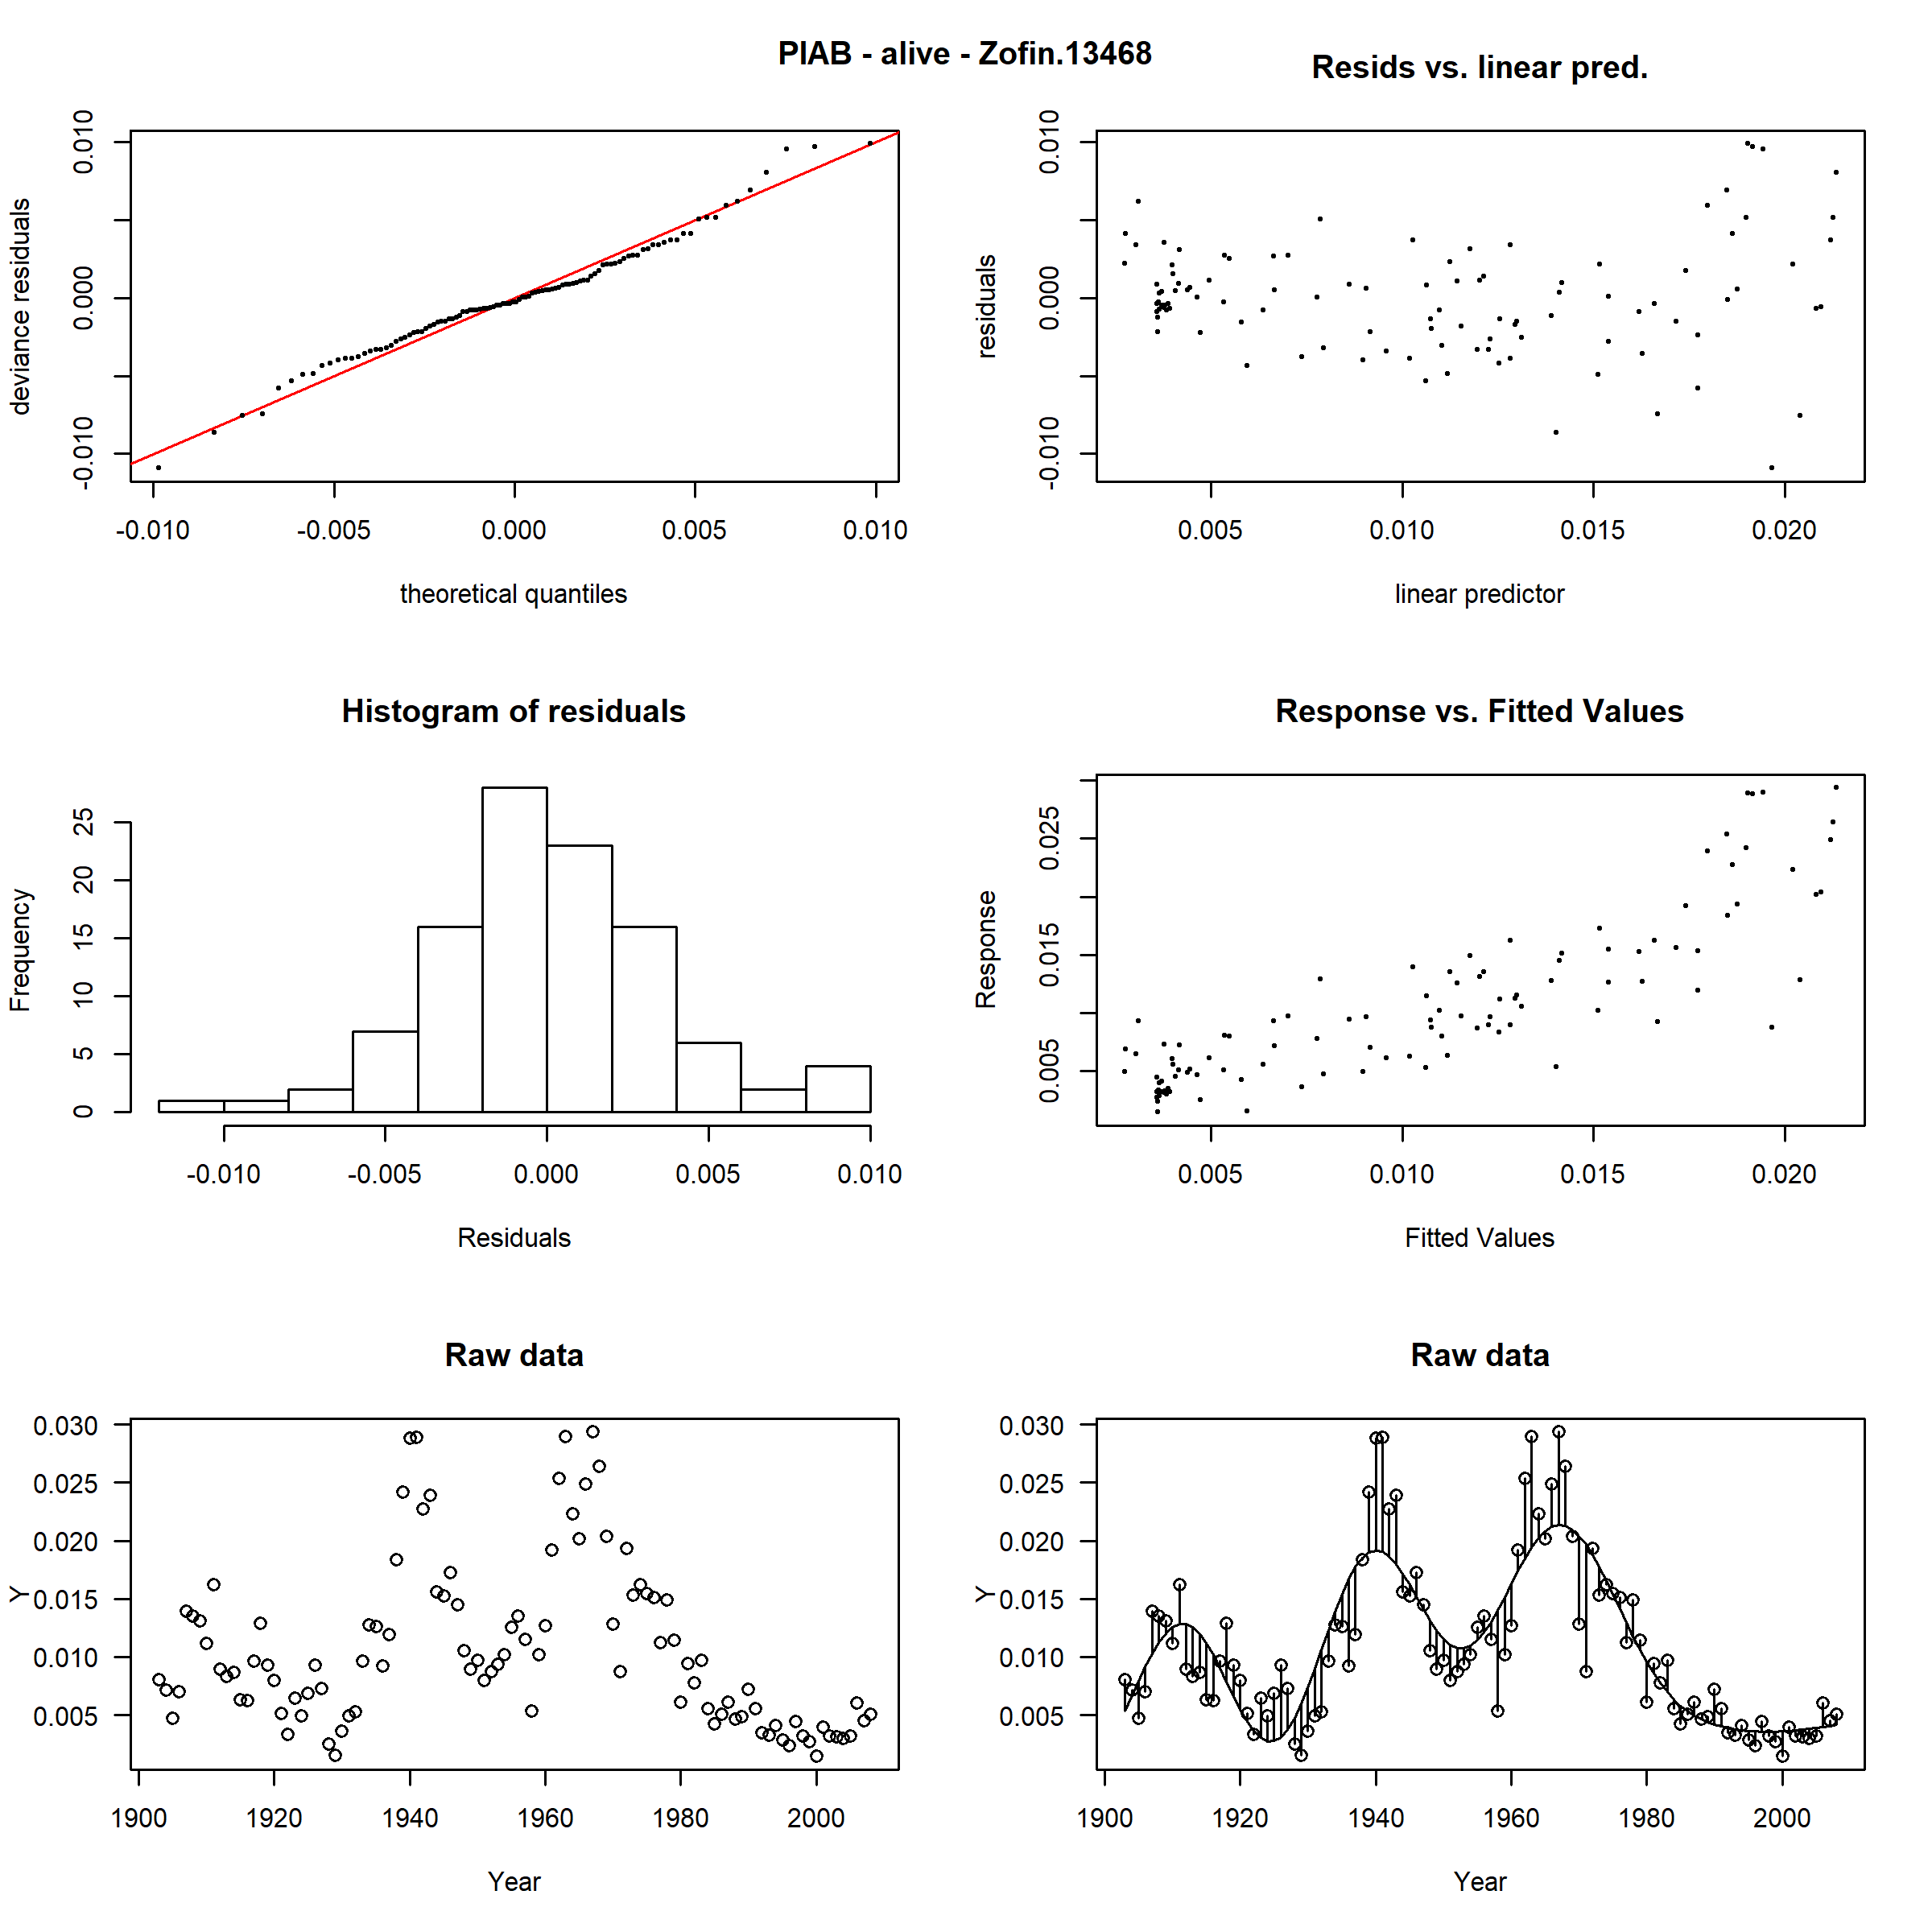 PIAB - alive - Zofin.13468
deviance residuals
0.010
0.000
-0.010
-0.010 -0.005 0.000 0.005 0.010
theoretical quantiles
Resids vs. linear pred.
residuals
0.010
0.000
-0.010
0.005 0.010 0.015 0.020
linear predictor
Histogram of residuals
Frequency
25
20
15
10
5
0
-0.010 -0.005 0.000 0.005 0.010
Residuals
Response vs. Fitted Values
Response
0.025
0.015
0.005
0.005 0.010 0.015 0.020
Fitted Values
Raw data
Y
0.030
0.025
0.020
0.015
0.010
0.005
1900 1920 1940 1960 1980 2000
Year
Raw data
Y
0.030
0.025
0.020
0.015
0.010
0.005
1900 1920 1940 1960 1980 2000
Year